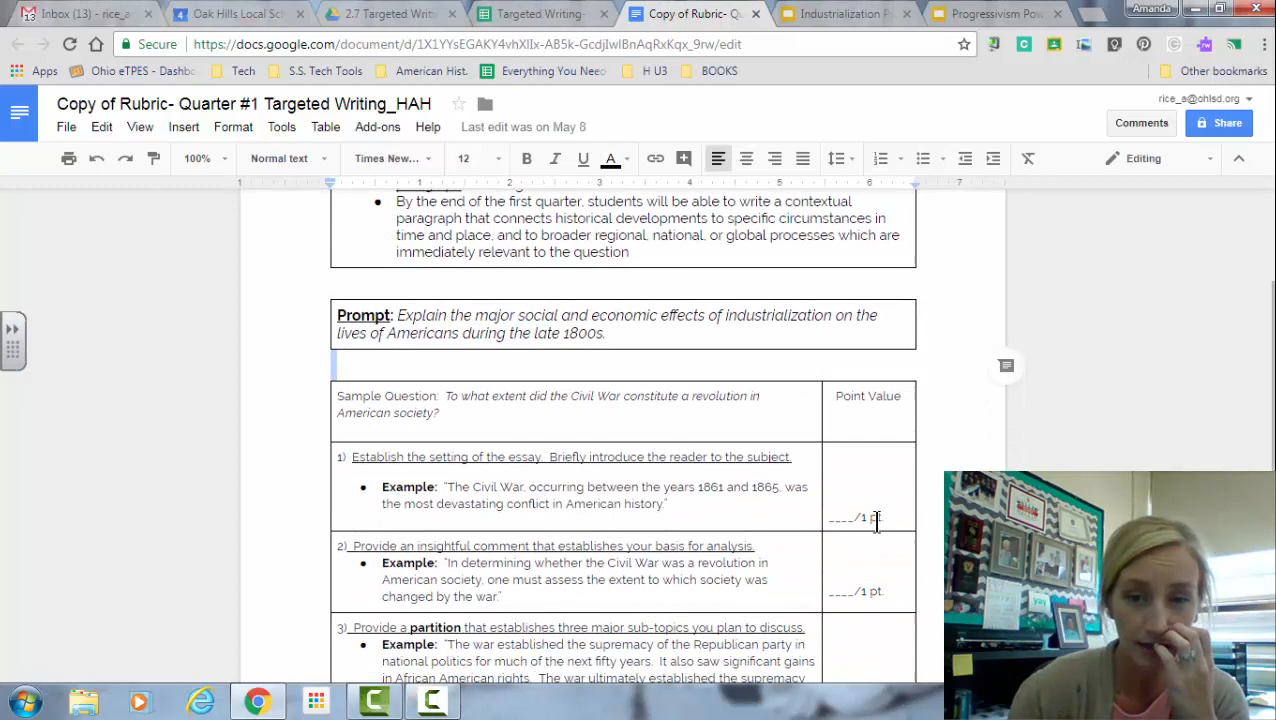 Inbox (13) - rice_a
Oak Hills Local Sc
2.7 Targeted Writ
Targeted Writing-
Copy of Rubric- Qu
Industrialization P
Progressivism Pow
Amanda
Secure
https://docs.google.com/document/d/
/edit
Apps
Ohio eTPES - Dashbo
Tech
S.S. Tech Tools
American Hist.
Everything You Need
H U3
BOOKS
Other bookmarks
Copy of Rubric- Quarter #1 Targeted Writing_HAH
rice_a@ohlsd.org
File Edit View Insert Format Tools Table Add-ons Help Last edit was on May 8
Comments
Share
100% Normal text Times New... 12 B I U A Editing
1 1 2 3 4 5 6 7
By the end of the first quarter, students will be able to write a contextual
paragraph that connects historical developments to specific circumstances in
time and place, and to broader regional, national, or global processes which are
immediately relevant to the question
Prompt: Explain the major social and economic effects of industrialization on the
lives of Americans during the late 1800s.
Sample Question: To what extent did the Civil War constitute a revolution in
American society?
Point Value
1) Establish the setting of the essay. Briefly introduce the reader to the subject.
Example: "The Civil War, occurring between the years 1861 and 1865, was
the most devastating conflict in American history."
____/1 pt.
2) Provide an insightful comment that establishes your basis for analysis.
Example: "In determining whether the Civil War was a revolution in
American society, one must assess the extent to which society was
changed by the war."
____/1 pt.
3) Provide a partition that establishes three major sub-topics you plan to discuss.
Example: "The war established the supremacy of the Republican party in
national politics for much of the next fifty years. It also saw significant gains
in African American rights. The war ultimately established the supremacy
yay